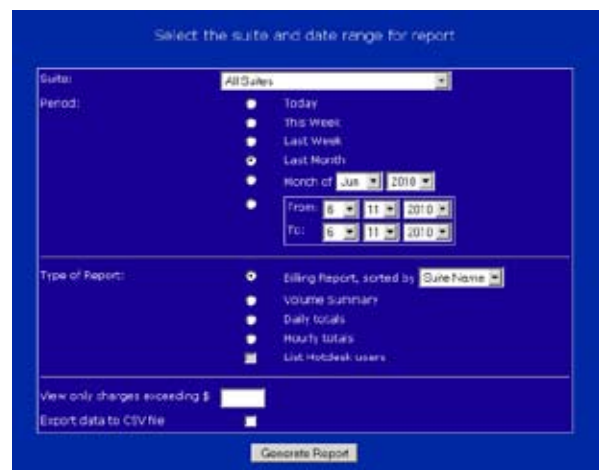 Select the suite and date range for report
Suite: All Suites
Period: Today
This Week
Last Week
Last Month
Month of Jun 2010
From: 6 11 2010
To: 6 11 2010
Type of Report: Billing Report, sorted by Suite Name
Volume Summary
Daily totals
Hourly totals
List Hotdesk users
View only charges exceeding $
Export data to CSV file
Generate Report